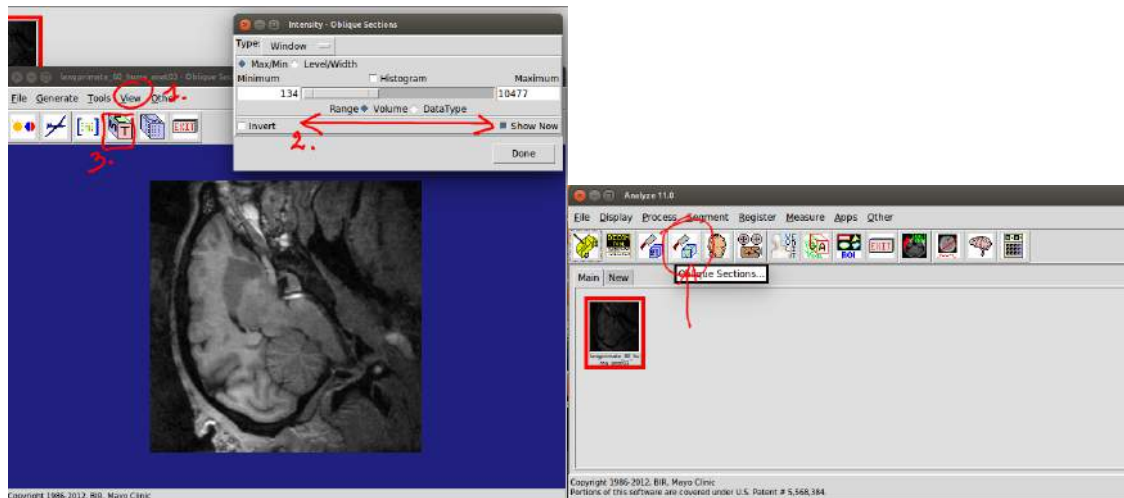 Intensity - Oblique Sections
Type: Window
Max/Min Level/Width
Minimum Histogram Maximum
134 10477
Range Volume DataType
Invert Show Now
2.
Done
File Generate Tools View Other
1.
3.
EXIT
Copyright 1986-2012, BIR, Mayo Clinic
Analyze 11.0
File Display Process Segment Register Measure Apps Other
BOI
EXIT
Main New
Oblique Sections...
Copyright 1986-2012, BIR, Mayo Clinic
Portions of this software are covered under U.S. Patent # 5,568,384.